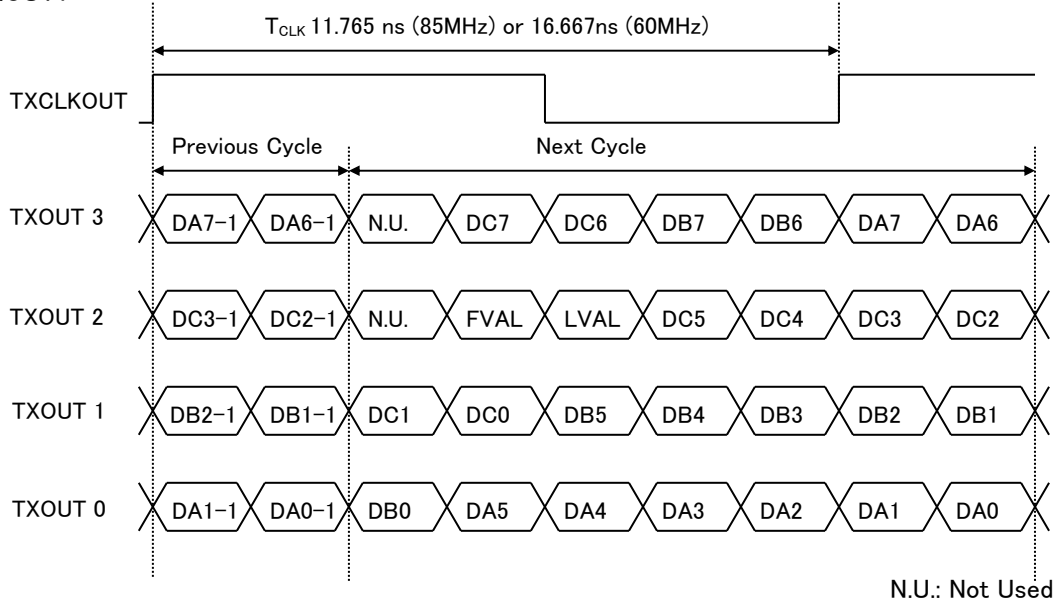 T_CLK 11.765 ns (85MHz) or 16.667ns (60MHz)
TXCLKOUT
Previous Cycle Next Cycle
TXOUT 3 DA7-1 DA6-1 N.U. DC7 DC6 DB7 DB6 DA7 DA6
TXOUT 2 DC3-1 DC2-1 N.U. FVAL LVAL DC5 DC4 DC3 DC2
TXOUT 1 DB2-1 DB1-1 DC1 DC0 DB5 DB4 DB3 DB2 DB1
TXOUT 0 DA1-1 DA0-1 DB0 DA5 DA4 DA3 DA2 DA1 DA0
N.U.: Not Used